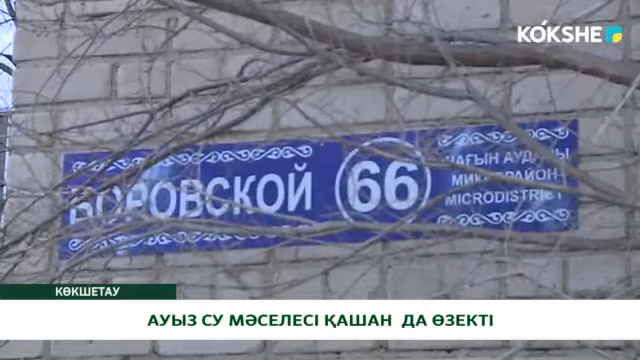 KÓKSHE
БОРОВСКОЙ
66
ШАҒЫН АУДАНЫ
МИКРОРАЙОН
MICRODISTRICT
КӨКШЕТАУ
АУЫЗ СУ МӘСЕЛЕСІ ҚАШАН ДА ӨЗЕКТІ